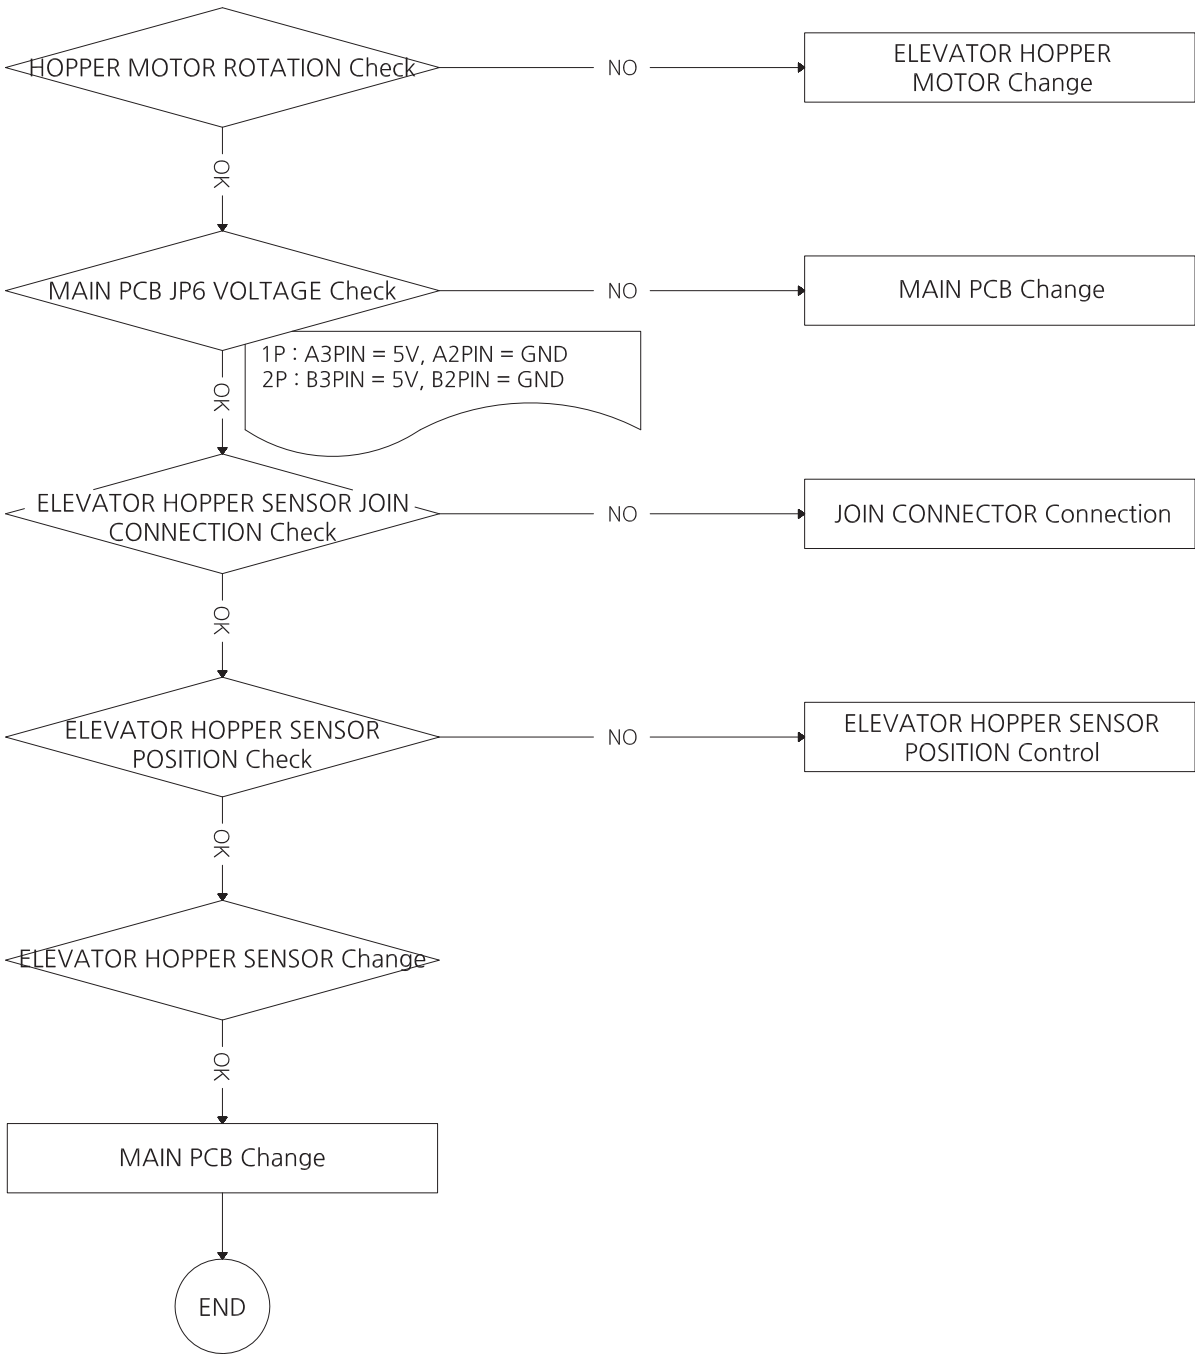 HOPPER MOTOR ROTATION Check
NO
ELEVATOR HOPPER
MOTOR Change
OK
MAIN PCB JP6 VOLTAGE Check
NO
MAIN PCB Change
1P : A3PIN = 5V, A2PIN = GND
2P : B3PIN = 5V, B2PIN = GND
OK
ELEVATOR HOPPER SENSOR JOIN
CONNECTION Check
NO
JOIN CONNECTOR Connection
OK
ELEVATOR HOPPER SENSOR
POSITION Check
NO
ELEVATOR HOPPER SENSOR
POSITION Control
OK
ELEVATOR HOPPER SENSOR Change
OK
MAIN PCB Change
END